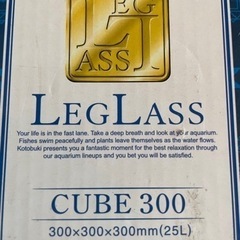 LEG
LASS
LEGLASS
Your life is in the fast lane. Take a deep breath and look at your aquarium.
Fishes swim peacefully and plants leave themselves as the water flows.
Kotobuki presents you a fantastic moment for the best relaxation through
our aquarium lineups and you bet you will be satisfied.
CUBE 300
300×300×300mm(25L)